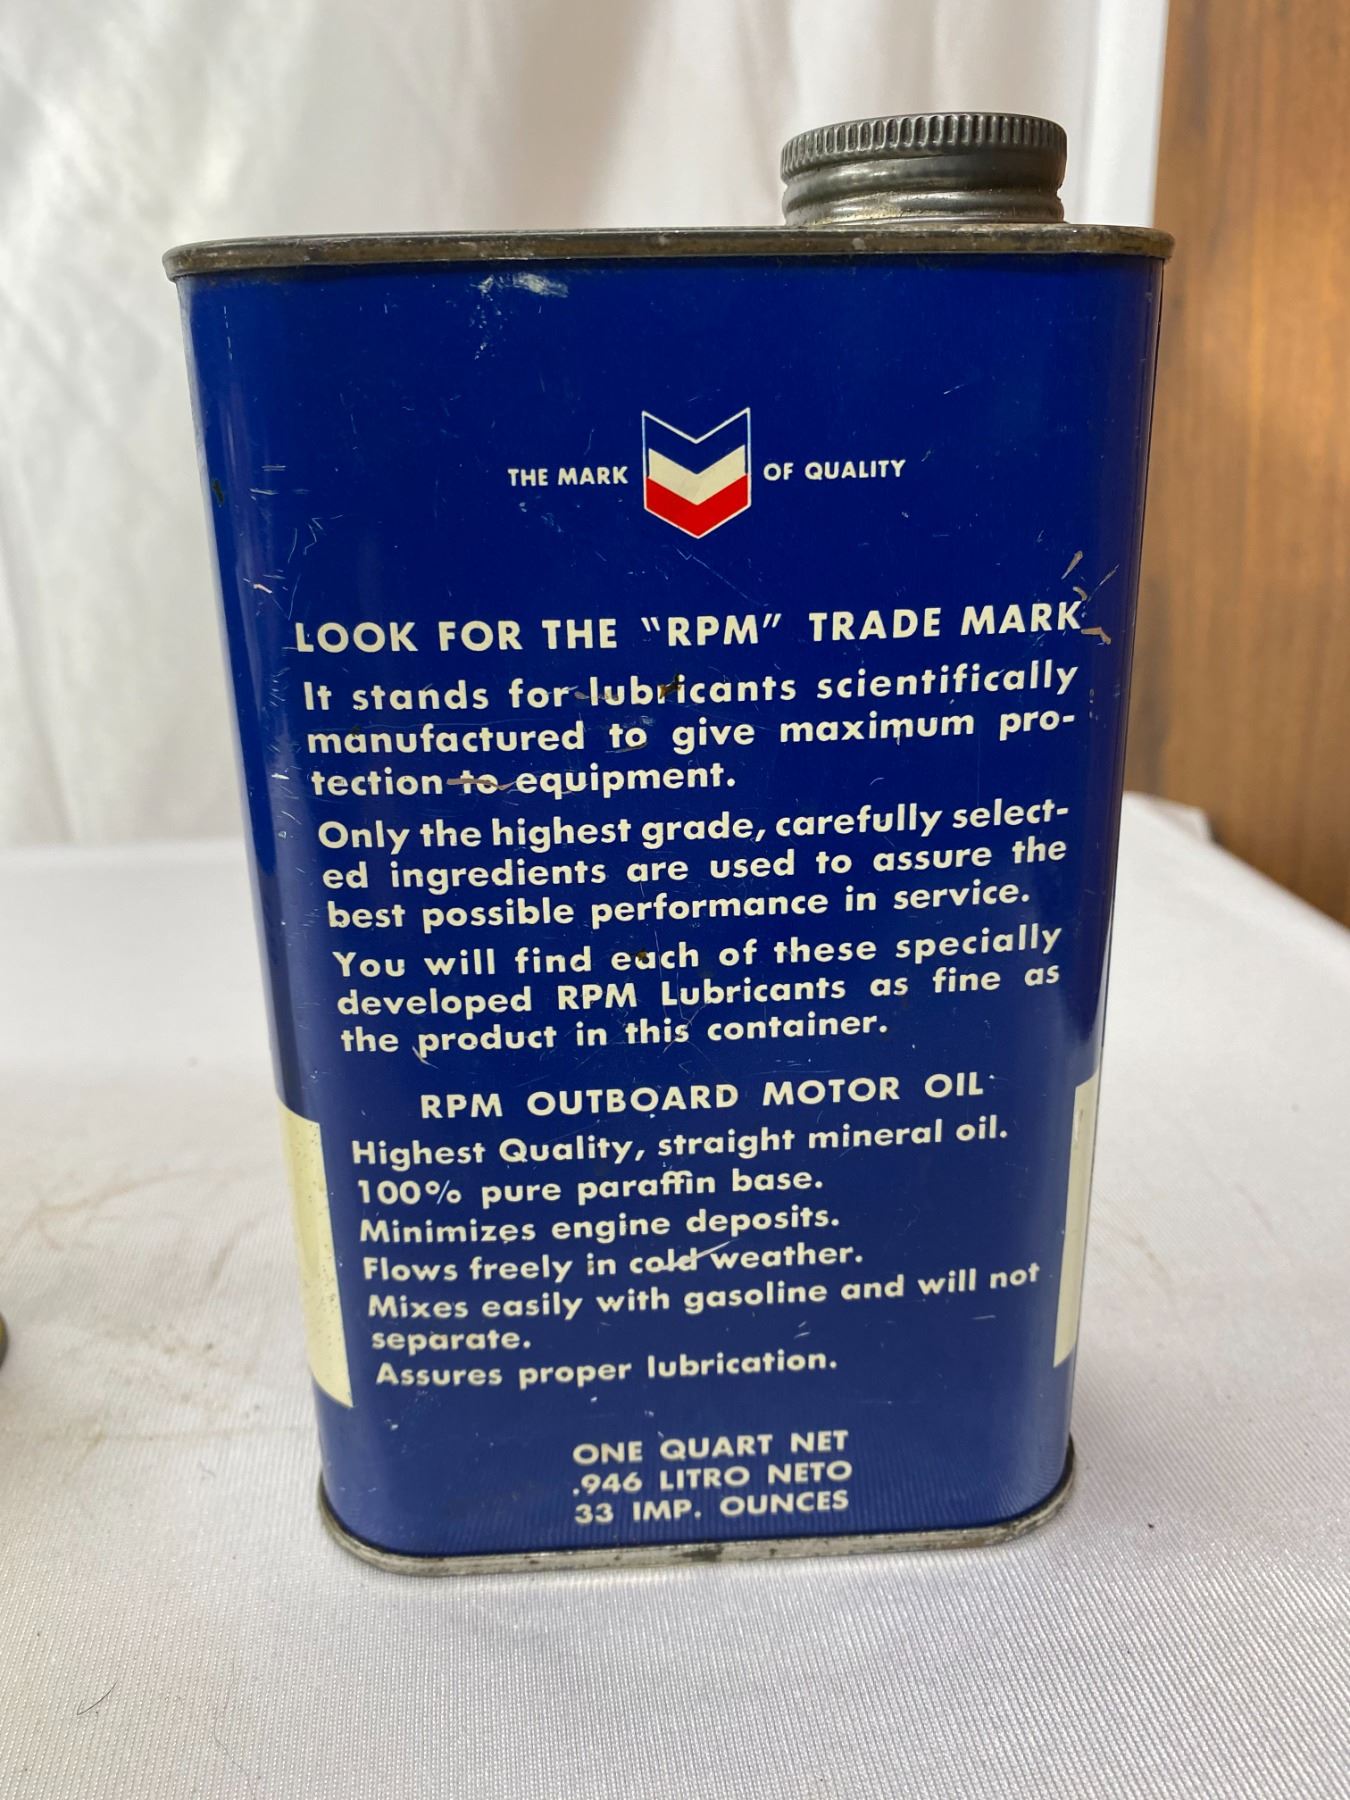 THE MARK OF QUALITY
LOOK FOR THE "RPM" TRADE MARK
It stands for lubricants scientifically
manufactured to give maximum pro-
tection to equipment.
Only the highest grade, carefully select-
ed ingredients are used to assure the
best possible performance in service.
You will find each of these specially
developed RPM Lubricants as fine as
the product in this container.
RPM OUTBOARD MOTOR OIL
Highest Quality, straight mineral oil.
100% pure paraffin base.
Minimizes engine deposits.
Flows freely in cold weather.
Mixes easily with gasoline and will not
separate.
Assures proper lubrication.
ONE QUART NET
.946 LITRO NETO
33 IMP. OUNCES